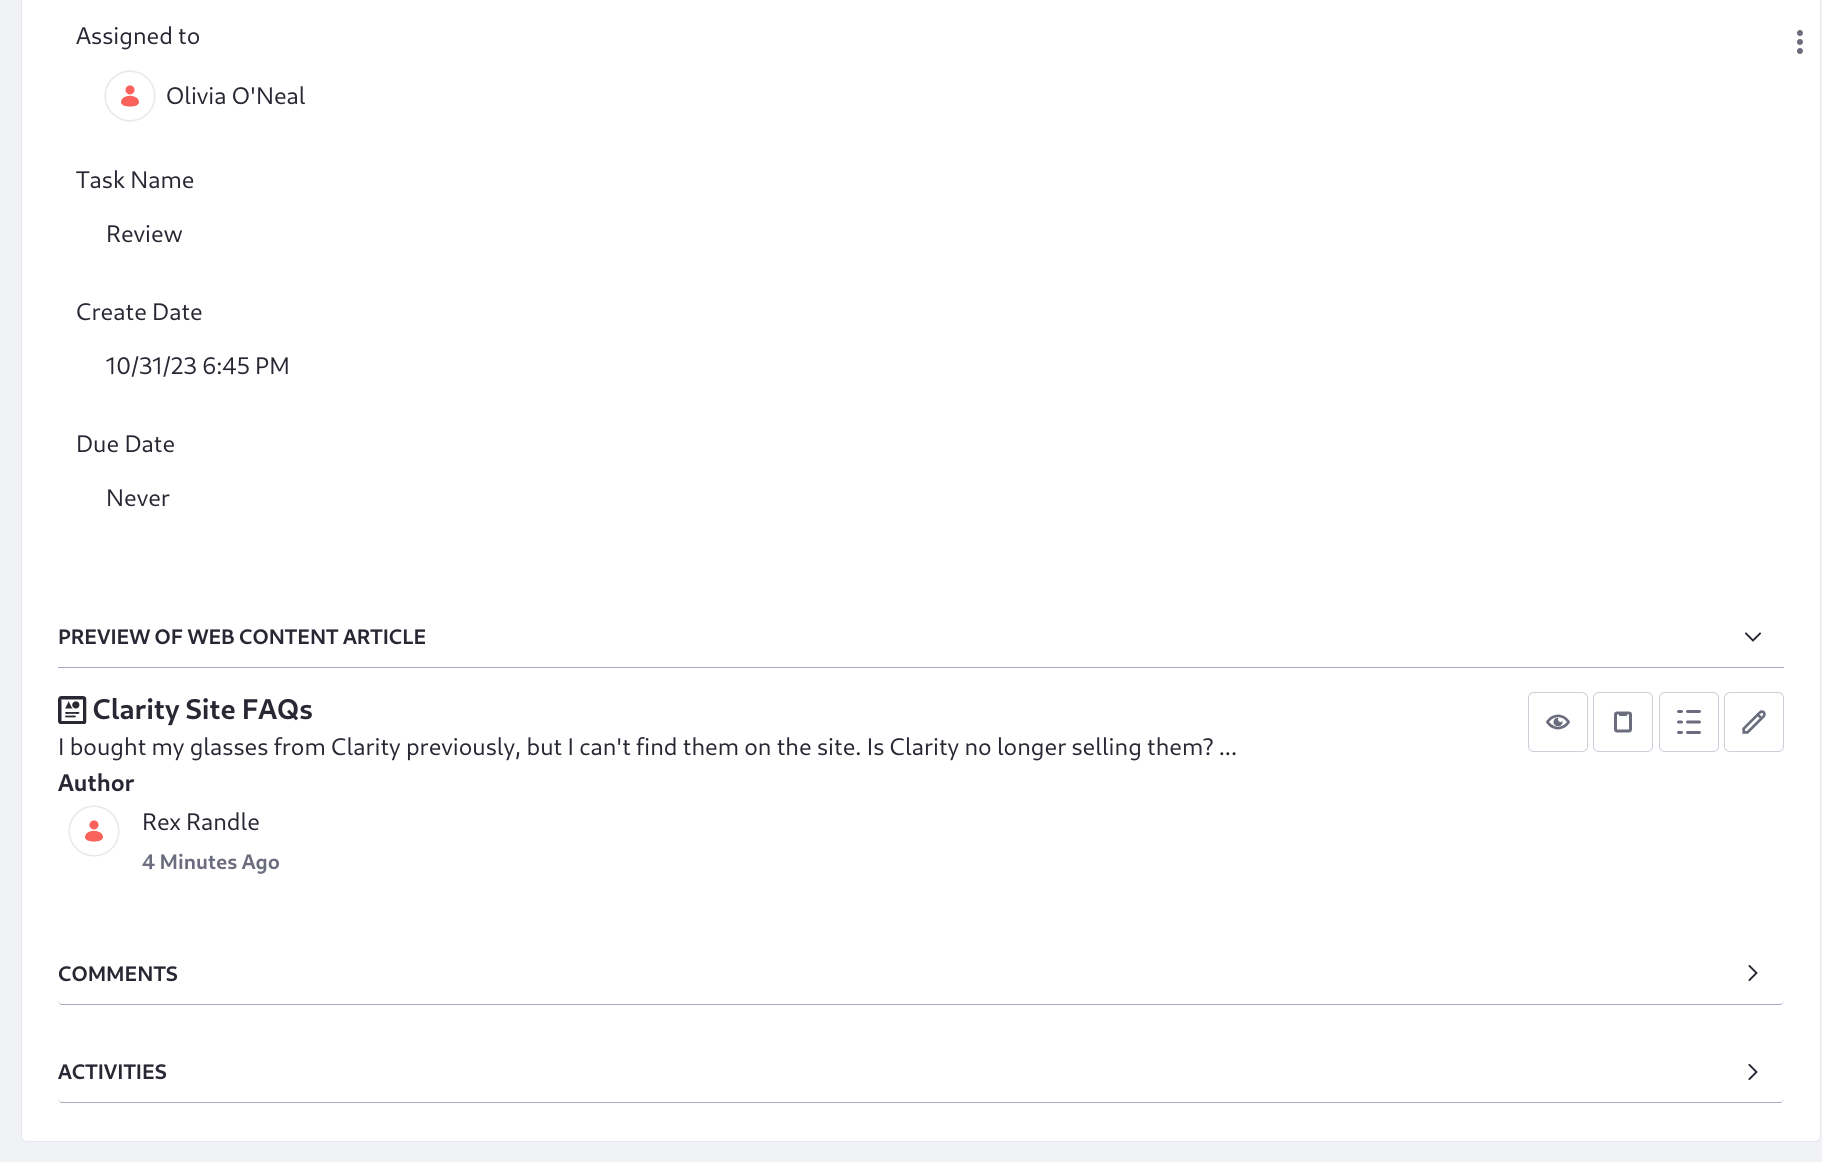 Assigned to
Olivia O'Neal
Task Name
Review
Create Date
10/31/23 6:45 PM
Due Date
Never
PREVIEW OF WEB CONTENT ARTICLE
Clarity Site FAQs
I bought my glasses from Clarity previously, but I can't find them on the site. Is Clarity no longer selling them? ...
Author
Rex Randle
4 Minutes Ago
COMMENTS
ACTIVITIES